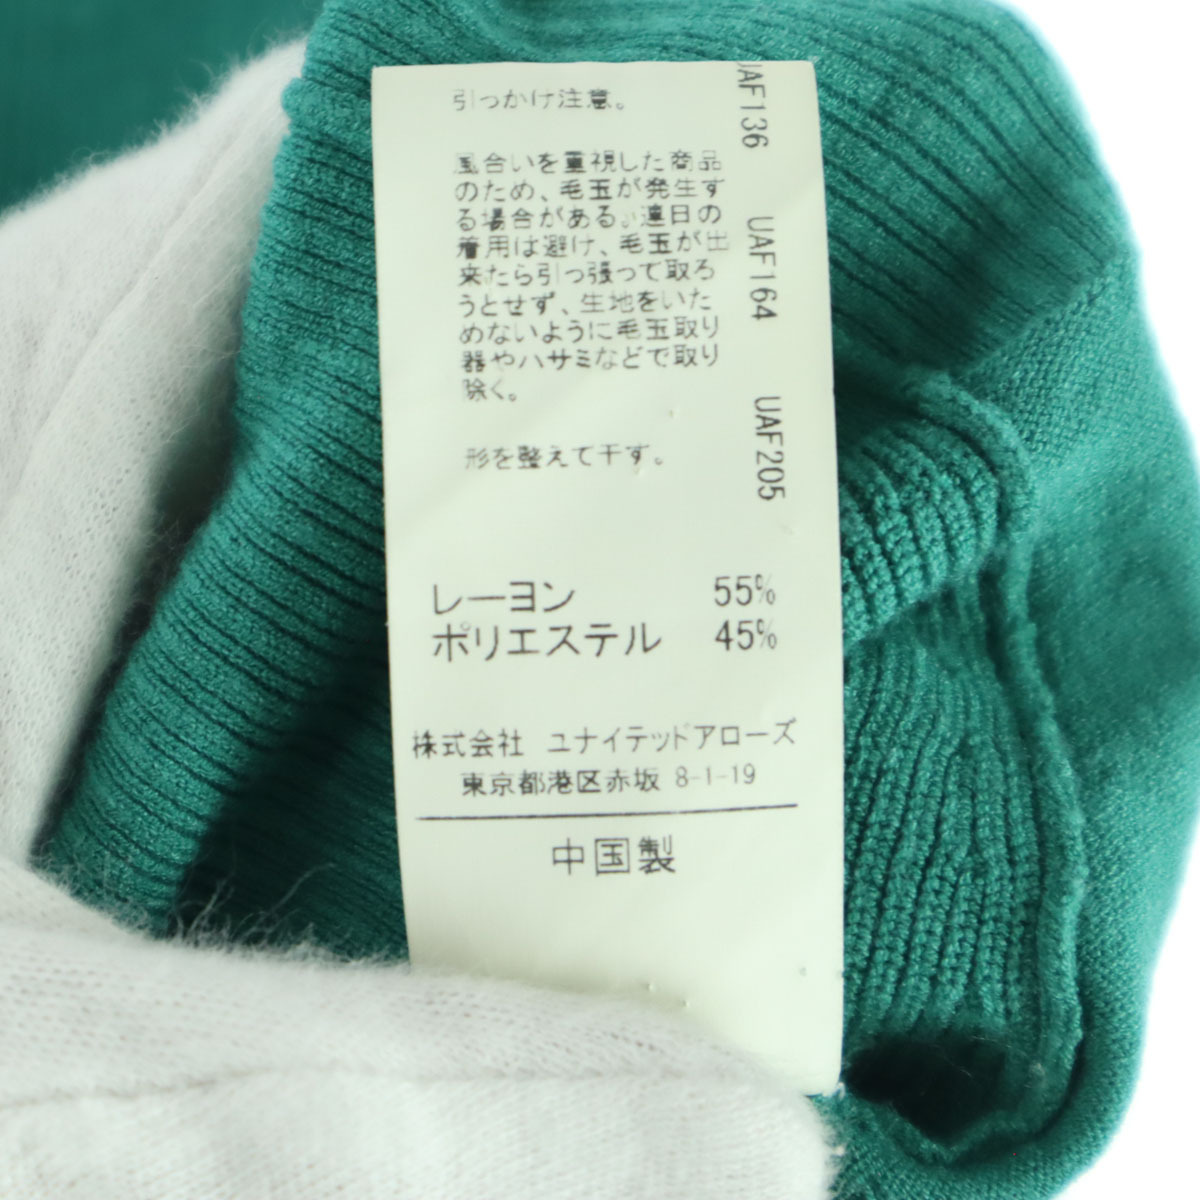 引っかけ注意。
風合いを重視した商品
のため、毛玉が発生す
る場合がある。連日の
着用は避け、毛玉が出
来たら引っ張って取ろ
うとせず、生地をいた
めないように毛玉取り
器やハサミなどで取り
除く。
形を整えて干す。
レーヨン 55%
ポリエステル 45%
株式会社 ユナイテッドアローズ
東京都港区赤坂 8-1-19
中国製
UAF136 UAF164 UAF205